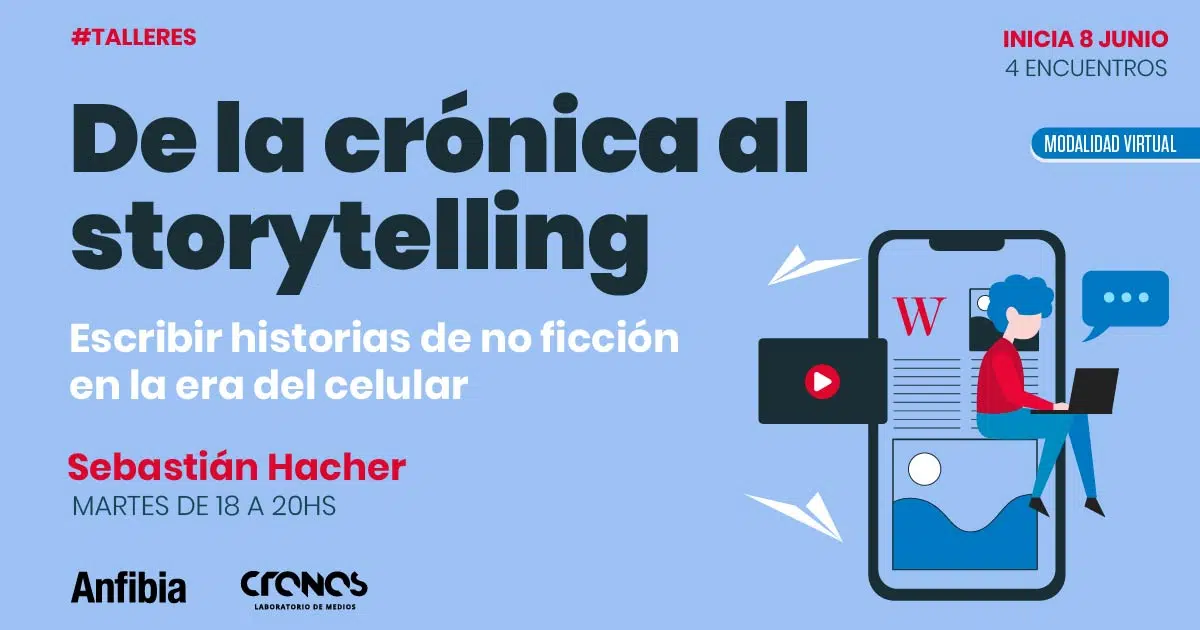 #TALLERES
INICIA 8 JUNIO
4 ENCUENTROS
MODALIDAD VIRTUAL
De la crónica al
storytelling
Escribir historias de no ficción
en la era del celular
W
Sebastián Hacher
MARTES DE 18 A 20HS
Anfibia
CRONOS
LABORATORIO DE MEDIOS